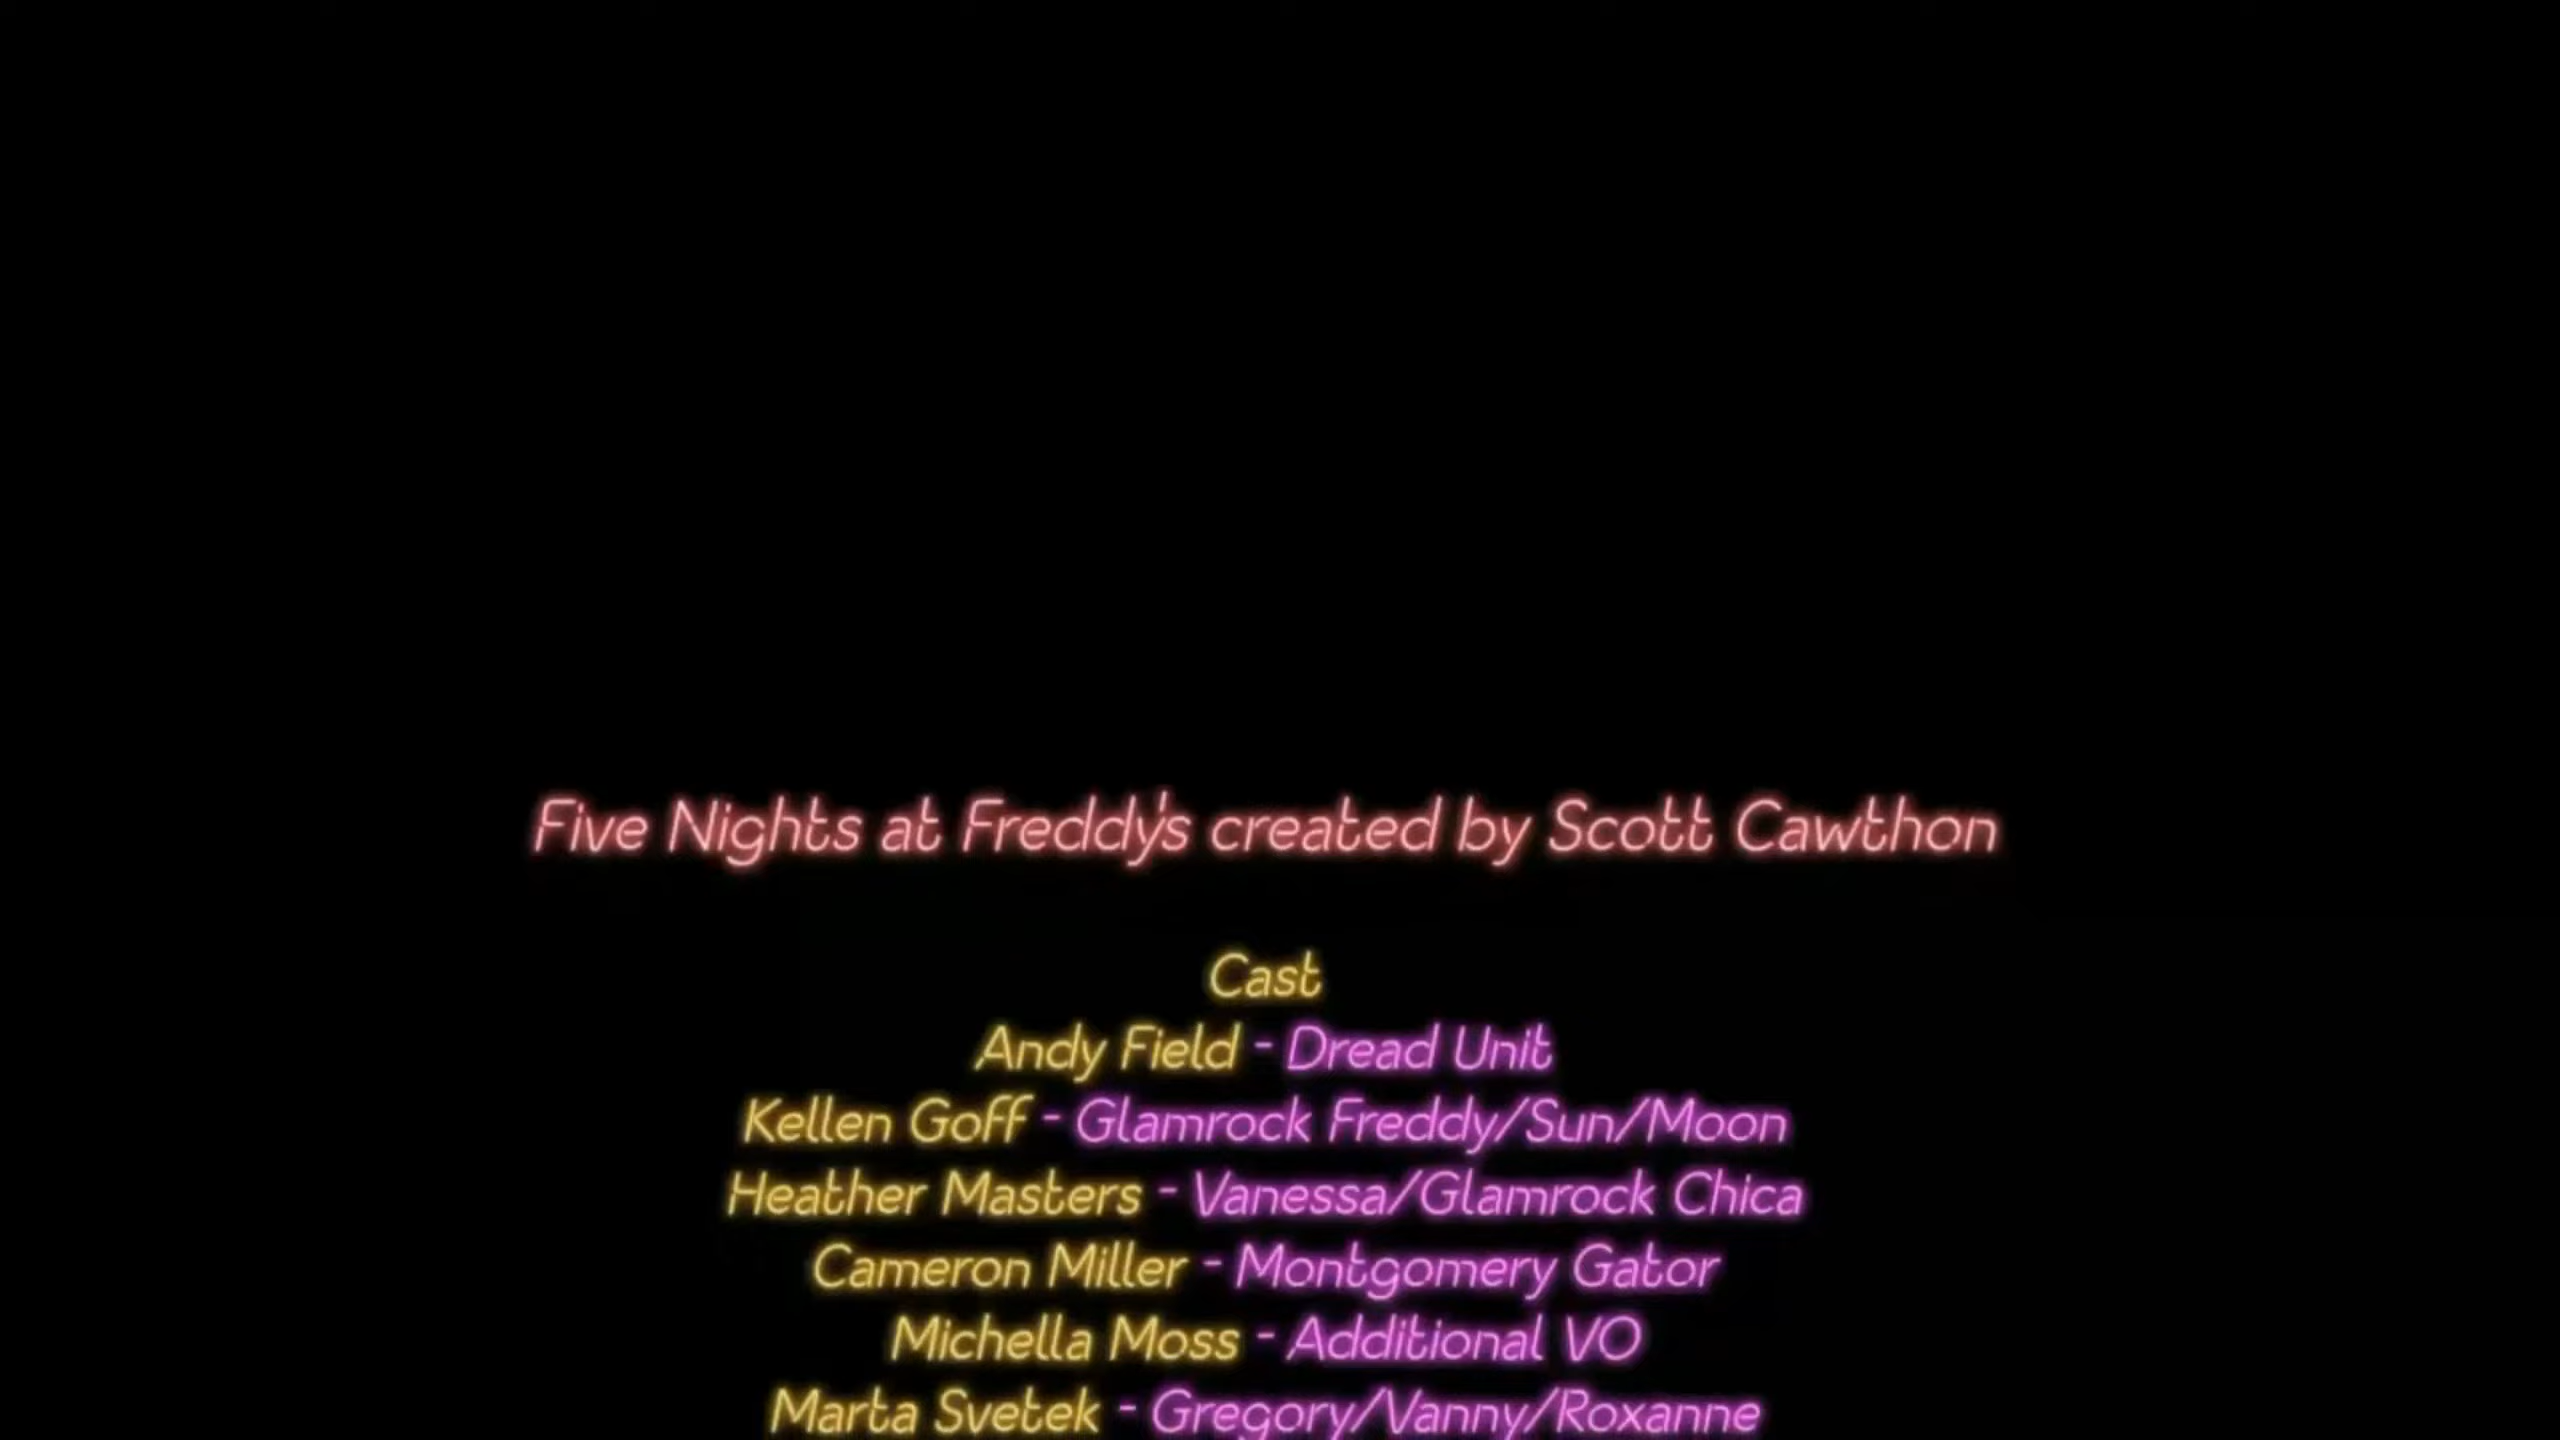 Five Nights at Freddy's created by Scott Cawthon
Cast
Andy Field - Dread Unit
Kellen Goff - Glamrock Freddy/Sun/Moon
Heather Masters - Vanessa/Glamrock Chica
Cameron Miller - Montgomery Gator
Michella Moss - Additional VO
Marta Svetek - Gregory/Vanny/Roxanne